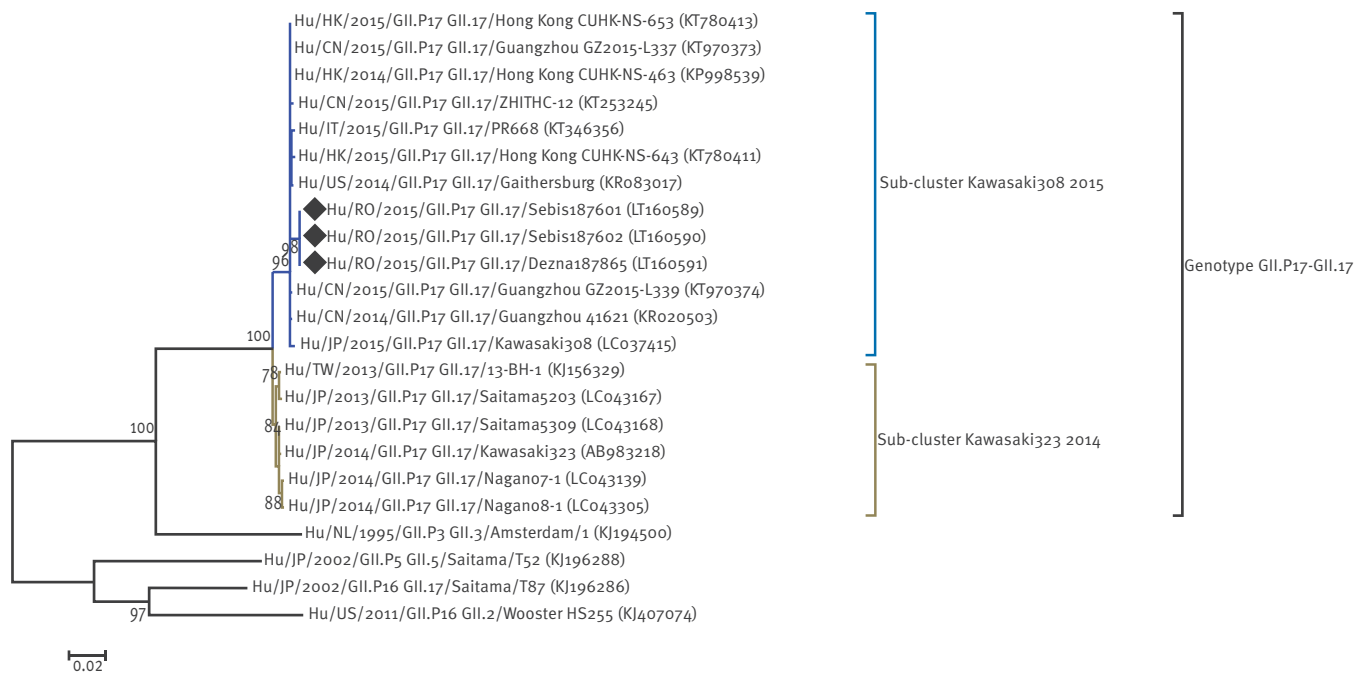 Hu/HK/2015/GII.P17 GII.17/Hong Kong CUHK-NS-653 (KT780413)
Hu/CN/2015/GII.P17 GII.17/Guangzhou GZ2015-L337 (KT970373)
Hu/HK/2014/GII.P17 GII.17/Hong Kong CUHK-NS-463 (KP998539)
Hu/CN/2015/GII.P17 GII.17/ZHITHC-12 (KT253245)
Hu/IT/2015/GII.P17 GII.17/PR668 (KT346356)
Hu/HK/2015/GII.P17 GII.17/Hong Kong CUHK-NS-643 (KT780411)
Hu/US/2014/GII.P17 GII.17/Gaithersburg (KR083017)
Sub-cluster Kawasaki308 2015
Hu/RO/2015/GII.P17 GII.17/Sebis187601 (LT160589)
Hu/RO/2015/GII.P17 GII.17/Sebis187602 (LT160590)
98
96
Hu/RO/2015/GII.P17 GII.17/Dezna187865 (LT160591)
Genotype GII.P17-GII.17
Hu/CN/2015/GII.P17 GII.17/Guangzhou GZ2015-L339 (KT970374)
Hu/CN/2014/GII.P17 GII.17/Guangzhou 41621 (KR020503)
100
Hu/JP/2015/GII.P17 GII.17/Kawasaki308 (LC037415)
78
Hu/TW/2013/GII.P17 GII.17/13-BH-1 (KJ156329)
Hu/JP/2013/GII.P17 GII.17/Saitama5203 (LC043167)
100
84
Hu/JP/2013/GII.P17 GII.17/Saitama5309 (LC043168)
Sub-cluster Kawasaki323 2014
Hu/JP/2014/GII.P17 GII.17/Kawasaki323 (AB983218)
Hu/JP/2014/GII.P17 GII.17/Nagano7-1 (LC043139)
88
Hu/JP/2014/GII.P17 GII.17/Nagano8-1 (LC043305)
Hu/NL/1995/GII.P3 GII.3/Amsterdam/1 (KJ194500)
Hu/JP/2002/GII.P5 GII.5/Saitama/T52 (KJ196288)
Hu/JP/2002/GII.P16 GII.17/Saitama/T87 (KJ196286)
97
Hu/US/2011/GII.P16 GII.2/Wooster HS255 (KJ407074)
0.02